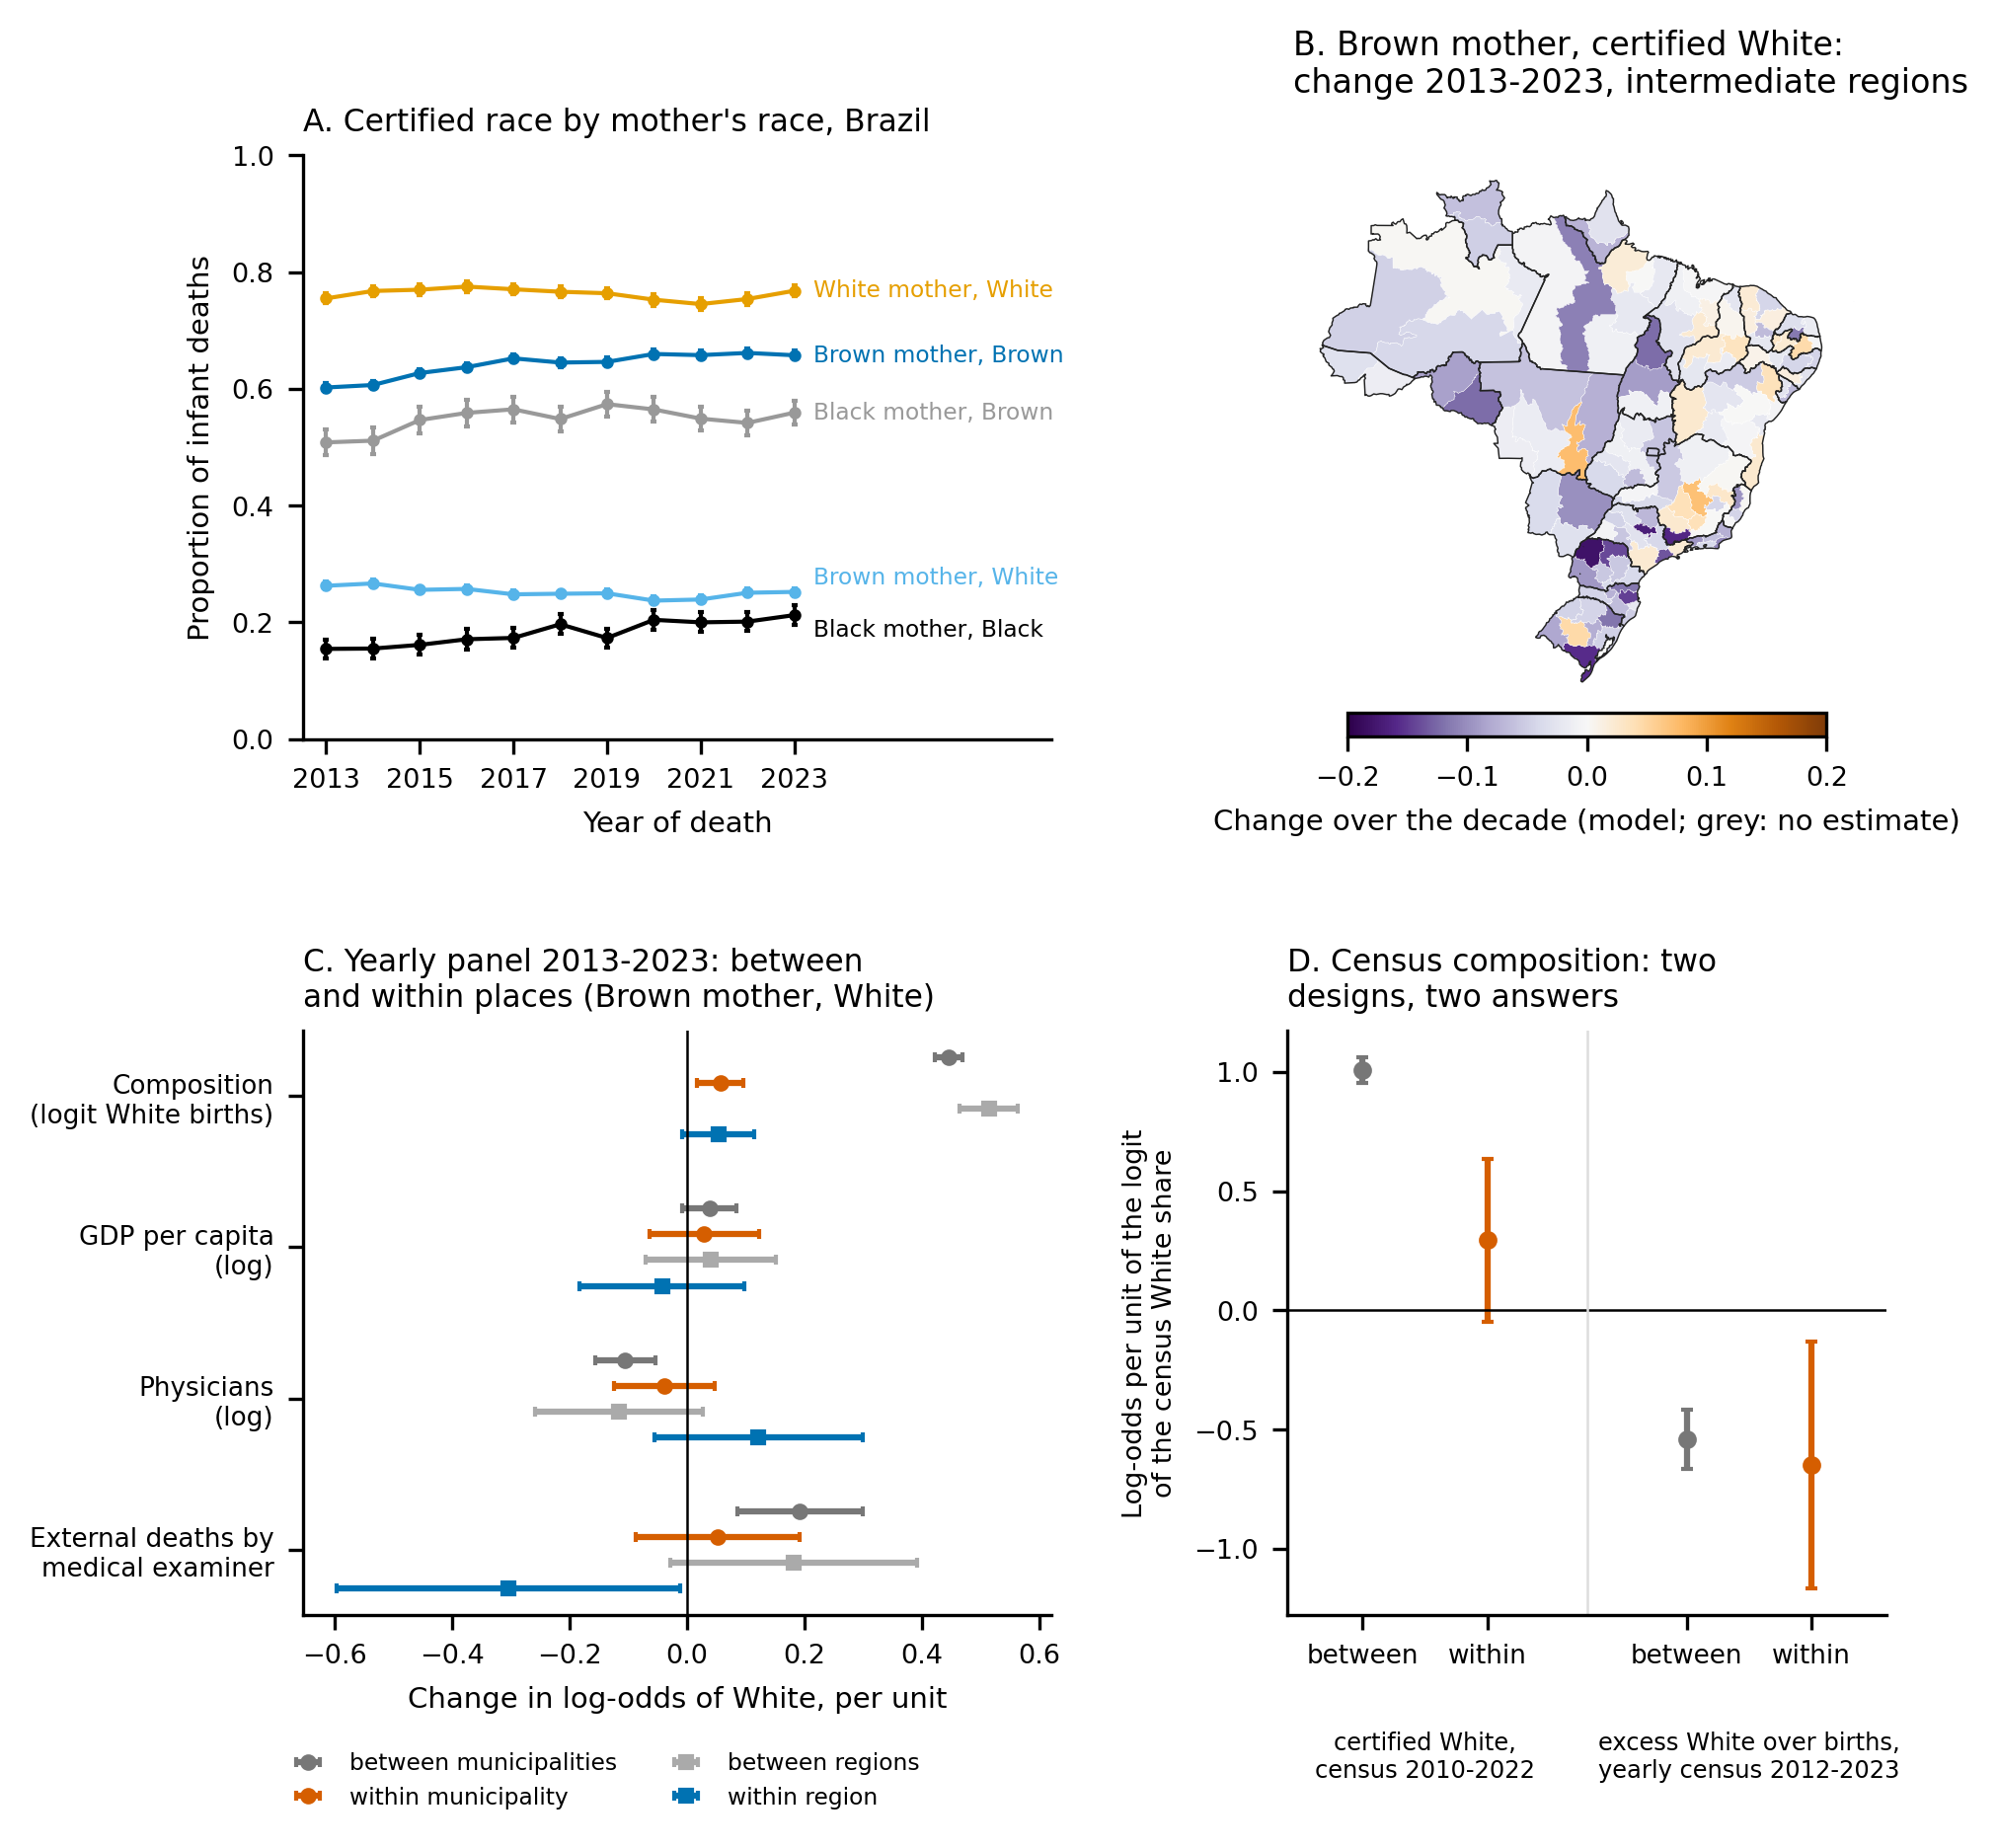 A. Certified race by mother's race, Brazil
Proportion of infant deaths
1.0
0.8
0.6
0.4
0.2
0.0
White mother, White
Brown mother, Brown
Black mother, Brown
Brown mother, White
Black mother, Black
2013 2015 2017 2019 2021 2023
Year of death
B. Brown mother, certified White:
change 2013-2023, intermediate regions
−0.2 −0.1 0.0 0.1 0.2
Change over the decade (model; grey: no estimate)
C. Yearly panel 2013-2023: between
and within places (Brown mother, White)
Composition
(logit White births)
GDP per capita
(log)
Physicians
(log)
External deaths by
medical examiner
−0.6 −0.4 −0.2 0.0 0.2 0.4 0.6
Change in log-odds of White, per unit
between municipalities
within municipality
between regions
within region
D. Census composition: two
designs, two answers
Log-odds per unit of the logit
of the census White share
1.0
0.5
0.0
−0.5
−1.0
between within between within
certified White,
census 2010-2022
excess White over births,
yearly census 2012-2023